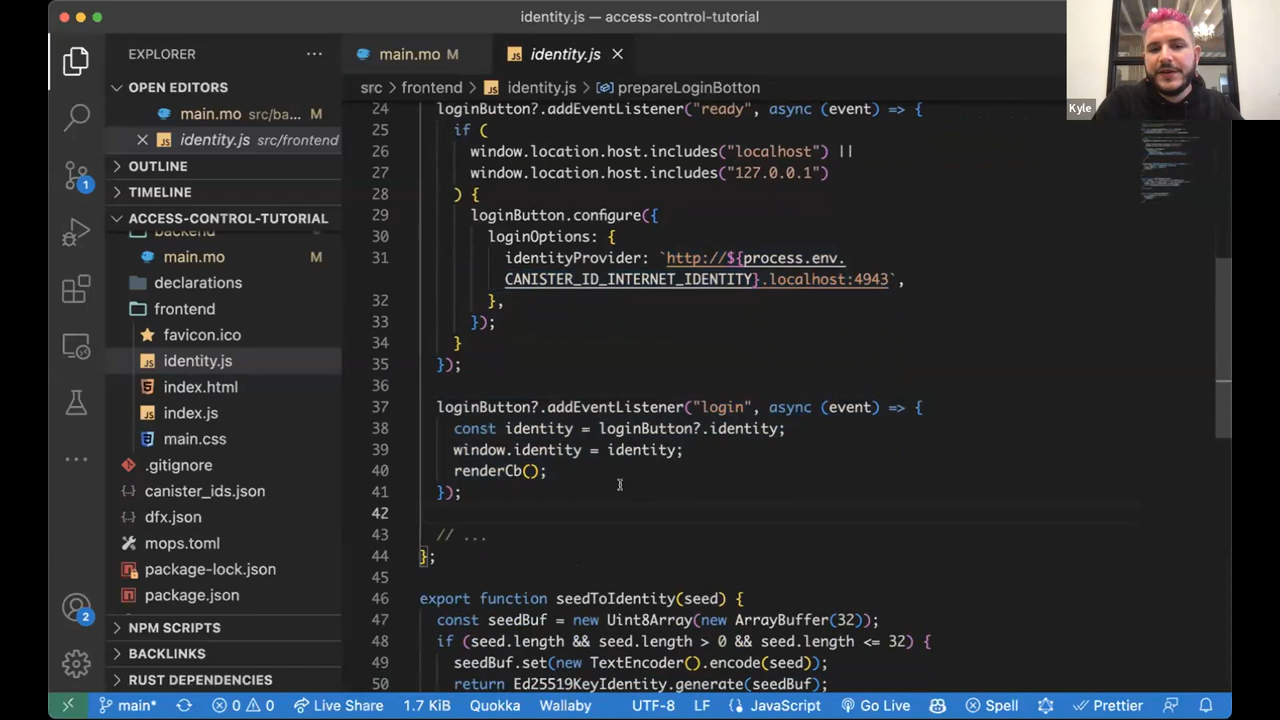 identity.js — access-control-tutorial
EXPLORER
main.mo M
identity.js
OPEN EDITORS
src > frontend > identity.js > prepareLoginBotton
main.mo src/ba... M
identity.js src/frontend
OUTLINE
TIMELINE
ACCESS-CONTROL-TUTORIAL
backend
main.mo M
declarations
frontend
favicon.ico
identity.js
index.html
index.js
main.css
.gitignore
canister_ids.json
dfx.json
mops.toml
package-lock.json
package.json
NPM SCRIPTS
BACKLINKS
RUST DEPENDENCIES
1
2
24 loginButton?.addEventListener("ready", async (event) => {
25 if (
26 window.location.host.includes("localhost") ||
27 window.location.host.includes("127.0.0.1")
28 ) {
29 loginButton.configure({
30 loginOptions: {
31 identityProvider: `http://${process.env.
CANISTER_ID_INTERNET_IDENTITY}.localhost:4943`,
32 },
33 });
34 }
35 });
36
37 loginButton?.addEventListener("login", async (event) => {
38 const identity = loginButton?.identity;
39 window.identity = identity;
40 renderCb();
41 });
42
43 // ...
44 };
45
46 export function seedToIdentity(seed) {
47 const seedBuf = new Uint8Array(new ArrayBuffer(32));
48 if (seed.length && seed.length > 0 && seed.length <= 32) {
49 seedBuf.set(new TextEncoder().encode(seed));
50 return Ed25519KeyIdentity.generate(seedBuf);
Kyle
main* 0 0 Live Share 1.7 KiB Quokka Wallaby UTF-8 LF JavaScript Go Live Spell Prettier